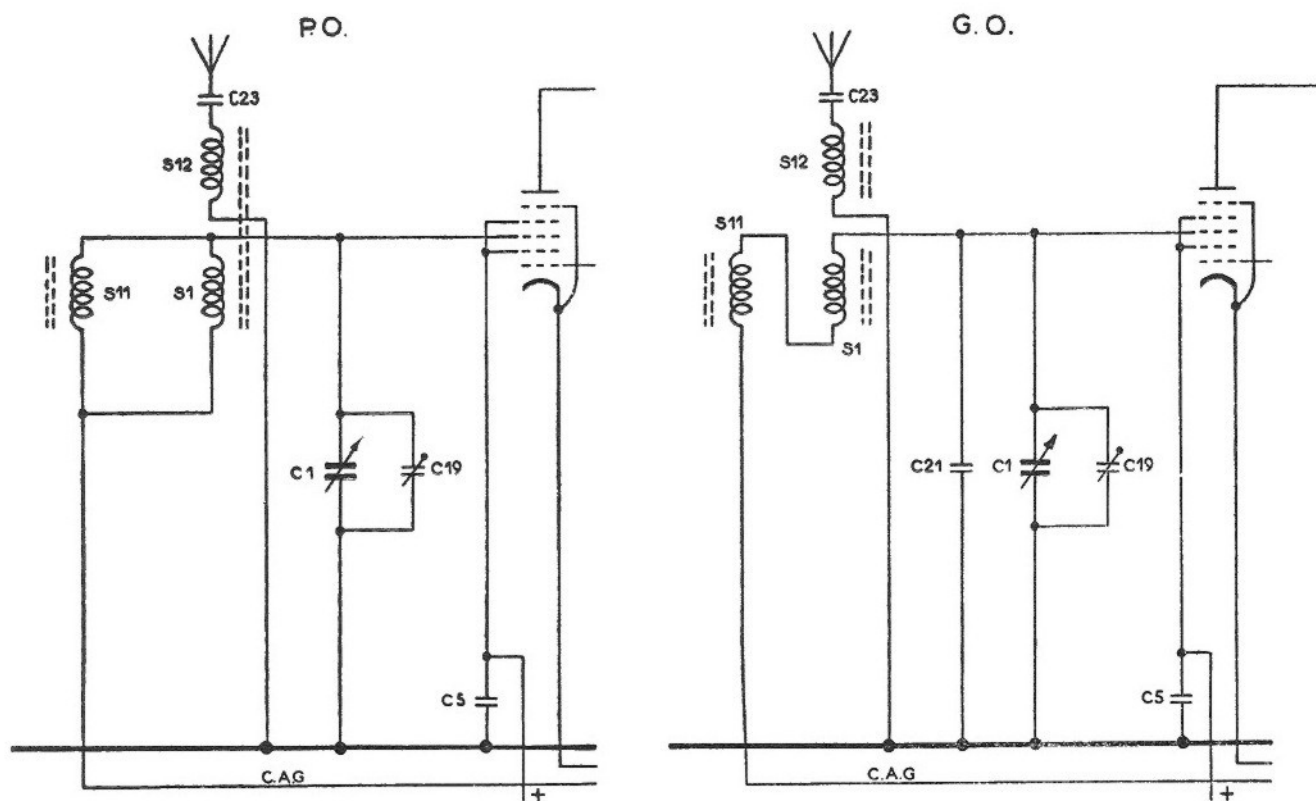 P.O.
C23
S12
S11
S1
C1
C19
C5
C.A.G
+
G.O.
C23
S12
S11
S1
C21
C1
C19
C5
C.A.G
+